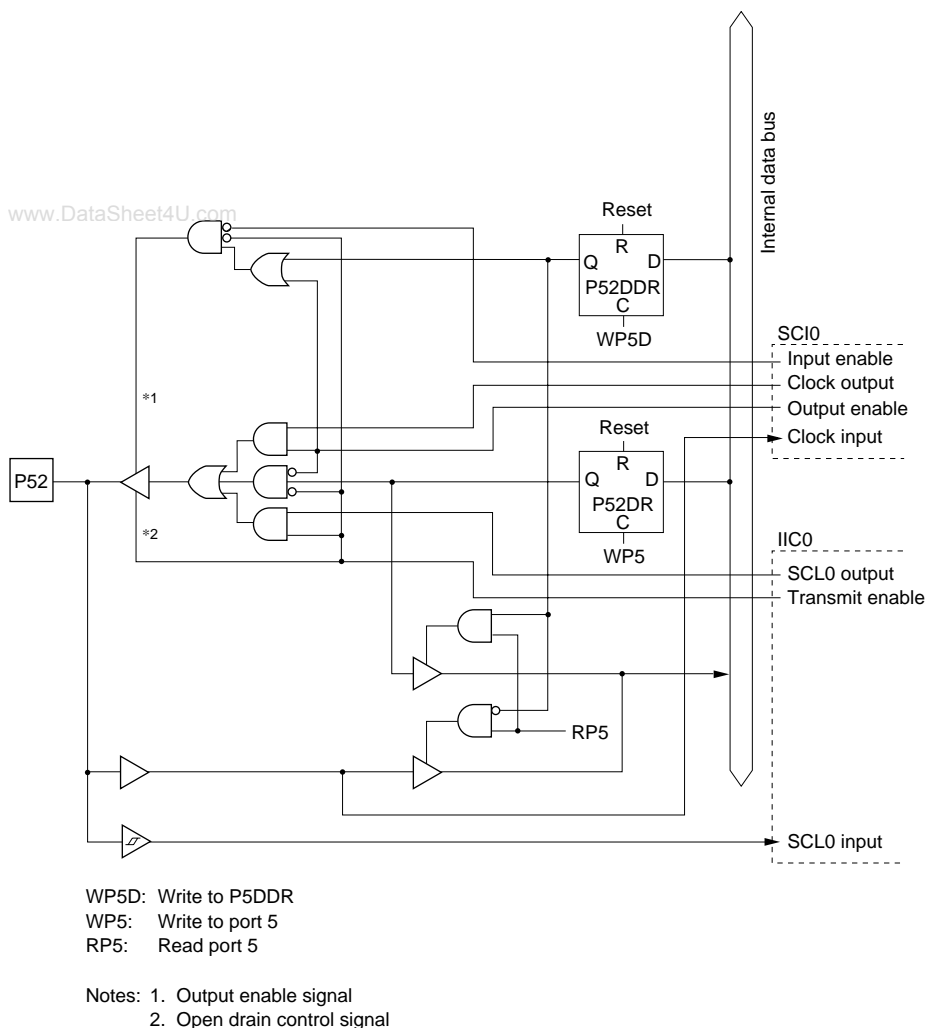 Internal data bus
www.DataSheet4U.com
Reset
R
Q D
P52DDR
C
WP5D
SCI0
Input enable
Clock output
*1
Output enable
Reset
Clock input
R
P52
Q D
P52DR
C
*2
WP5
IIC0
SCL0 output
Transmit enable
RP5
SCL0 input
WP5D: Write to P5DDR
WP5: Write to port 5
RP5: Read port 5
Notes: 1. Output enable signal
2. Open drain control signal